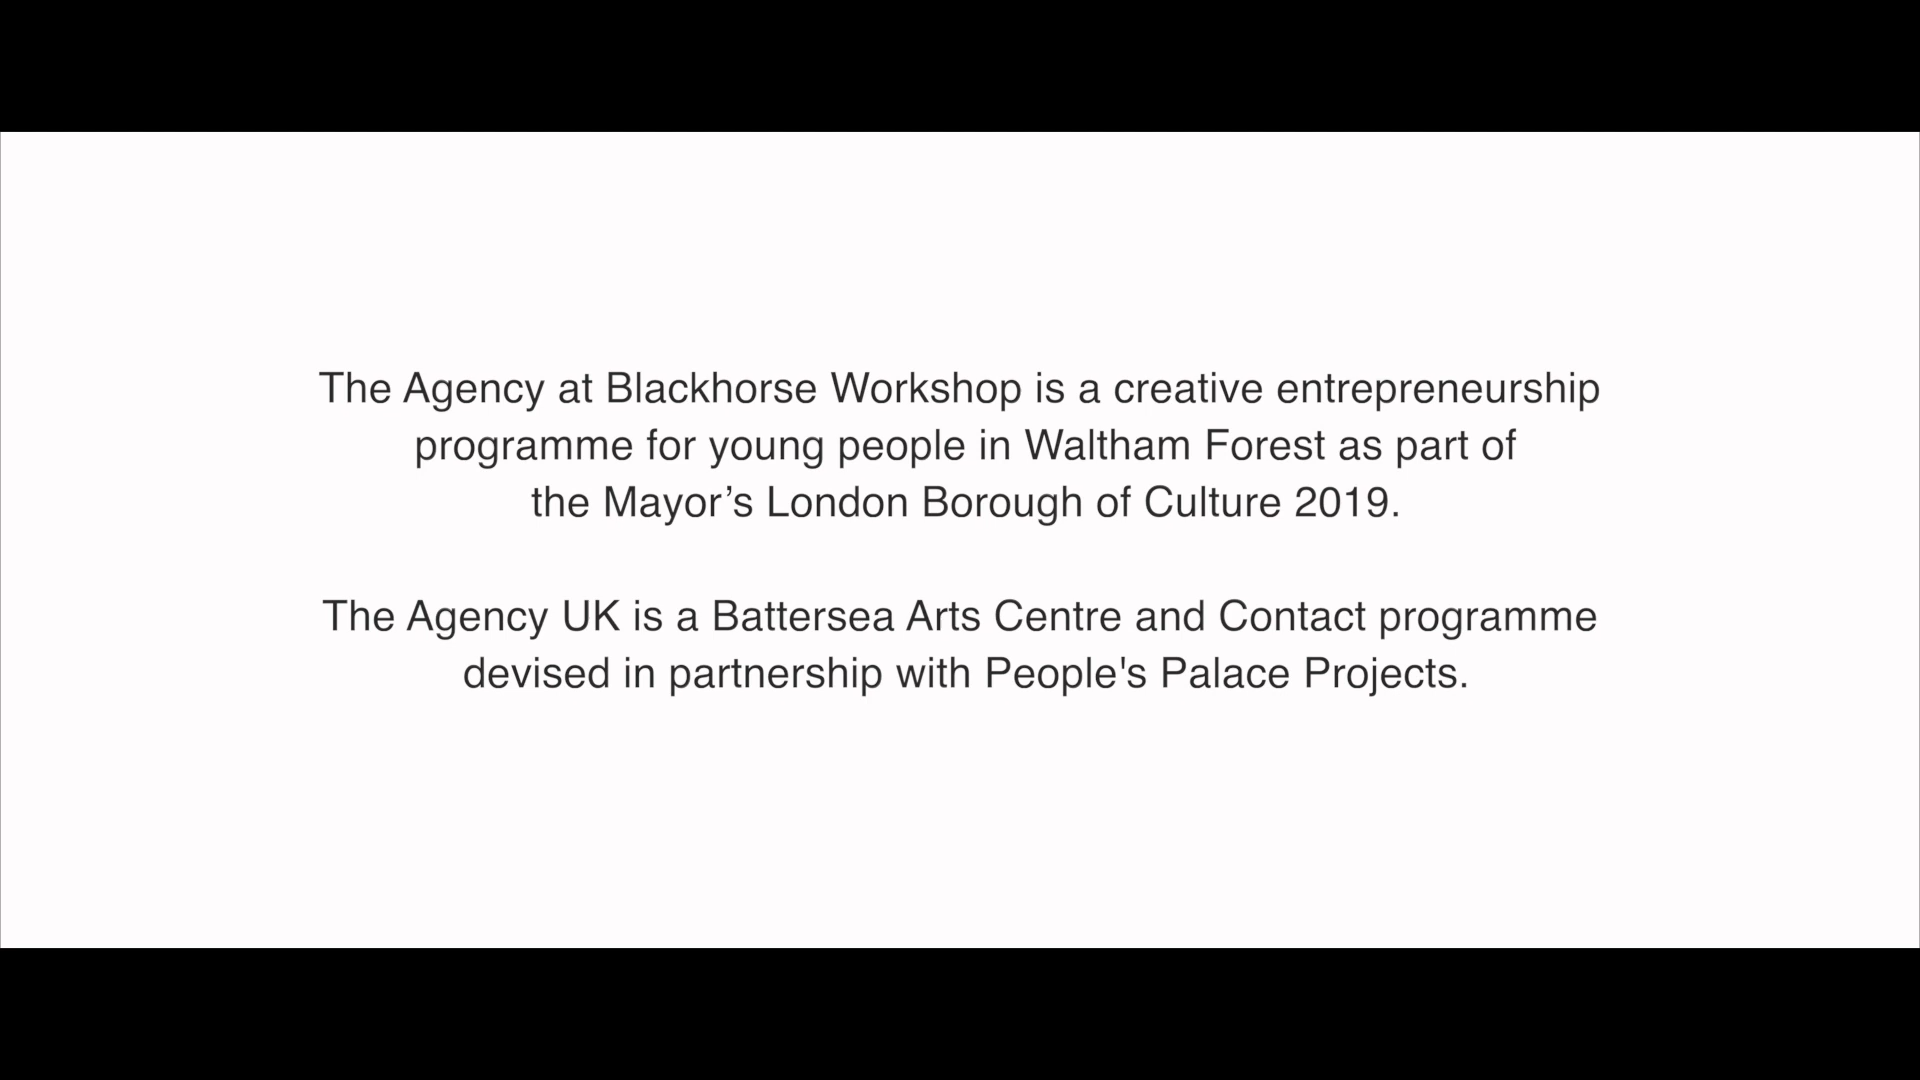 The Agency at Blackhorse Workshop is a creative entrepreneurship
programme for young people in Waltham Forest as part of
the Mayor’s London Borough of Culture 2019.
The Agency UK is a Battersea Arts Centre and Contact programme
devised in partnership with People's Palace Projects.